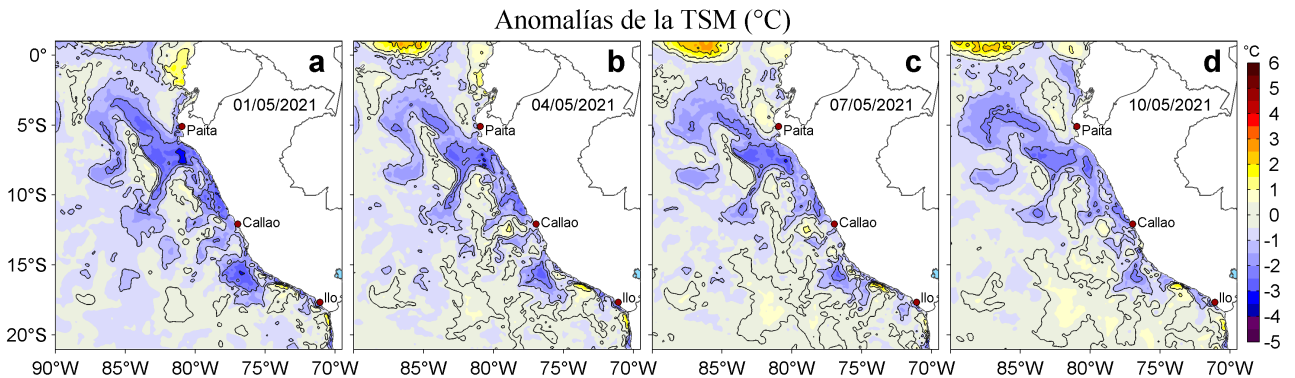 Anomalías de la TSM (°C)
a
01/05/2021
Paita
Callao
Ilo
b
04/05/2021
Paita
Callao
Ilo
c
07/05/2021
Paita
Callao
Ilo
d
10/05/2021
Paita
Callao
Ilo
0°
5°S
10°S
15°S
20°S
90°W 85°W 80°W 75°W 70°W
85°W 80°W 75°W 70°W
85°W 80°W 75°W 70°W
85°W 80°W 75°W 70°W
°C
6
5
4
3
2
1
0
-1
-2
-3
-4
-5